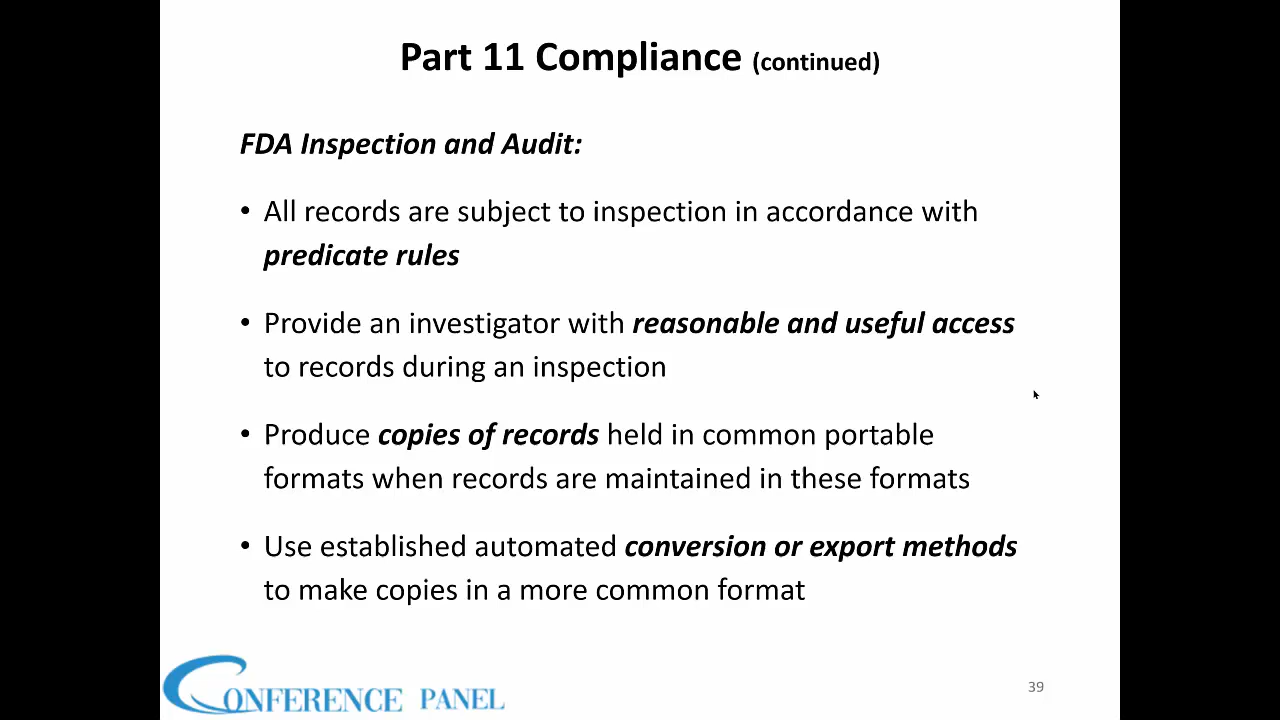 Part 11 Compliance (continued)
FDA Inspection and Audit:
• All records are subject to inspection in accordance with
predicate rules
• Provide an investigator with reasonable and useful access
to records during an inspection
• Produce copies of records held in common portable
formats when records are maintained in these formats
• Use established automated conversion or export methods
to make copies in a more common format
CONFERENCE PANEL
39